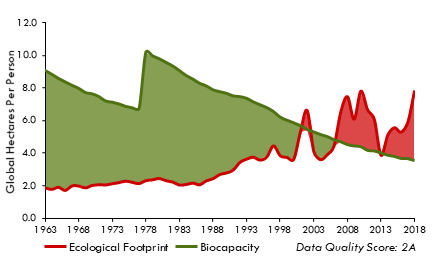 12.0
10.0
8.0
6.0
4.0
2.0
0.0
Global Hectares Per Person
1963 1968 1973 1978 1983 1988 1993 1998 2003 2008 2013 2018
Ecological Footprint Biocapacity Data Quality Score: 2A